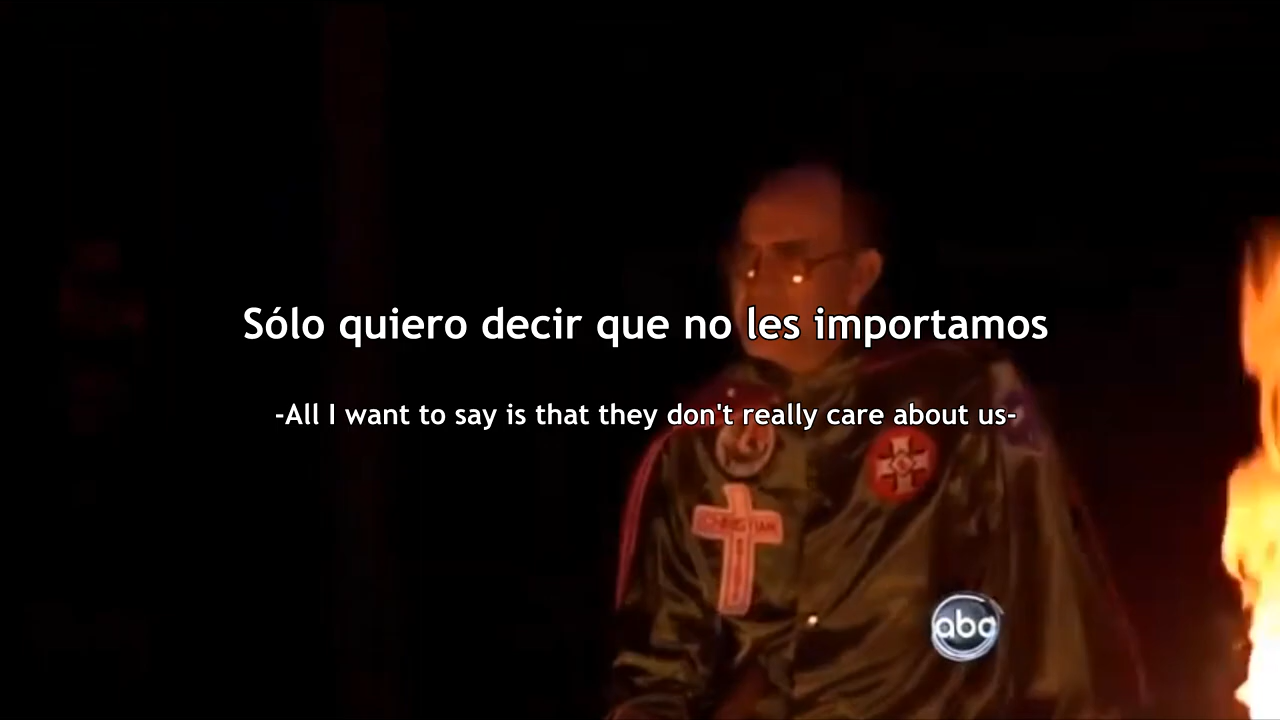 Sólo quiero decir que no les importamos
-All I want to say is that they don't really care about us-
CHRISTIAN
abc